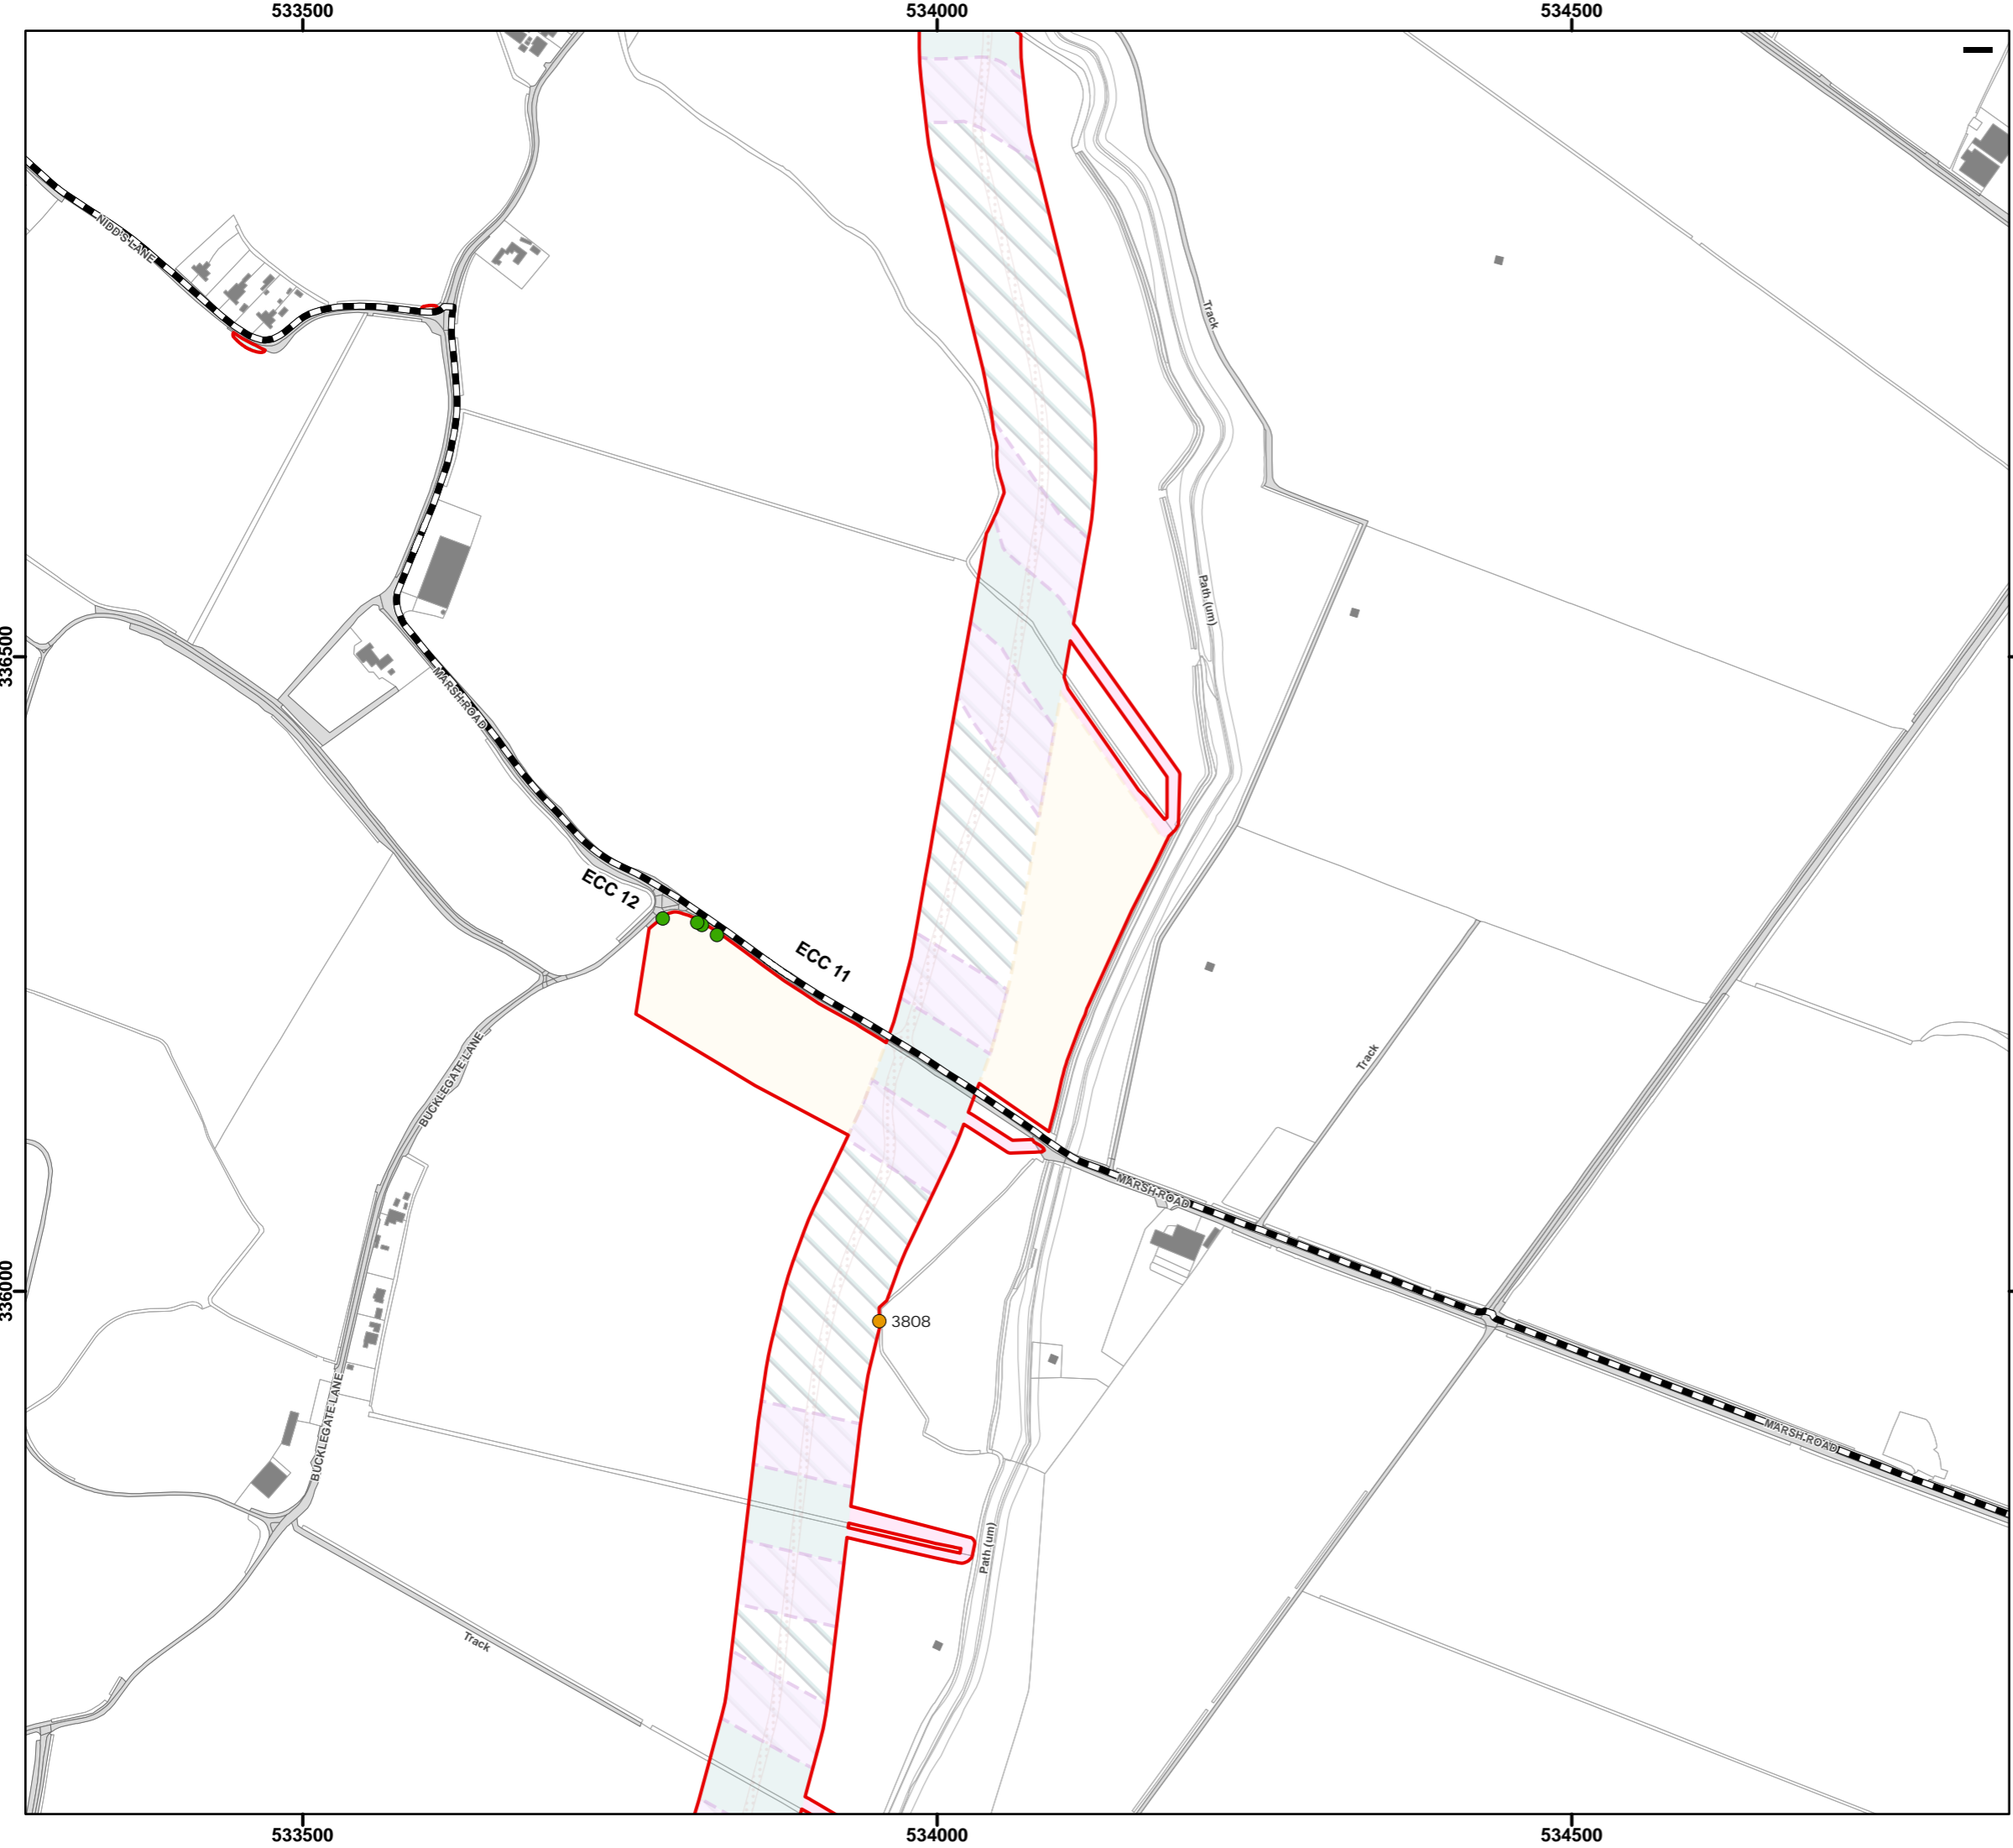 533500
534000
534500
NIDD'S LANE
Track
Path (um)
336500
MARSH ROAD
ECC 12
ECC 11
Track
BUCKLEGATE LANE
MARSH ROAD
336000
3808
BUCKLEGATE LANE
MARSH ROAD
Path (um)
Track
533500
534000
534500